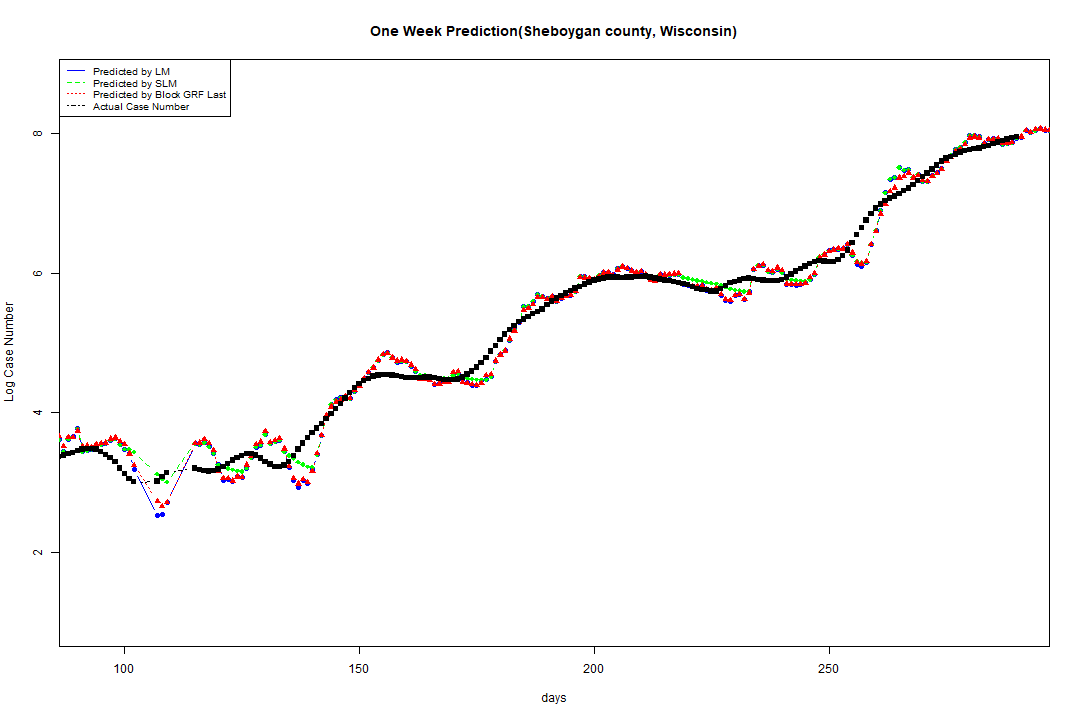 One Week Prediction(Sheboygan county, Wisconsin)
Predicted by LM
Predicted by SLM
Predicted by Block GRF Last
Actual Case Number
8
6
4
2
Log Case Number
100 150 200 250
days